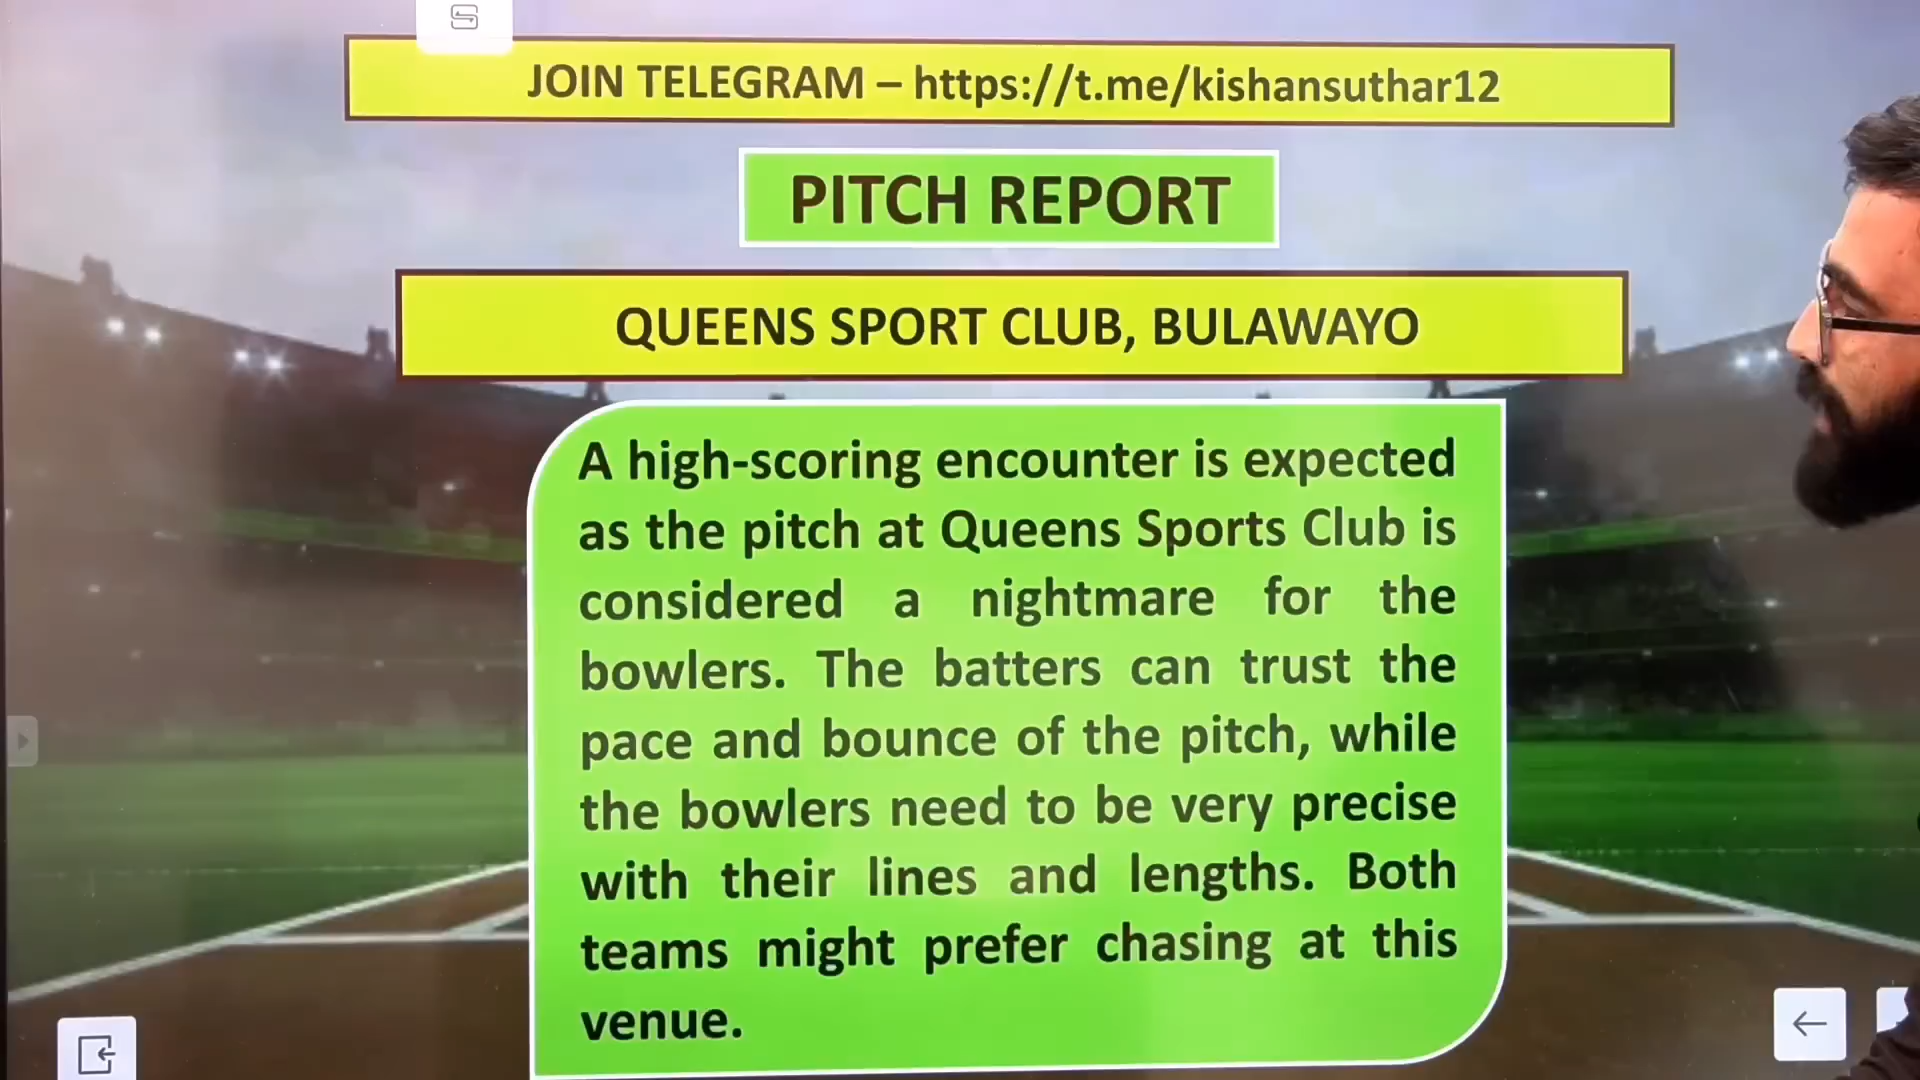 JOIN TELEGRAM – https://t.me/kishansuthar12
PITCH REPORT
QUEENS SPORT CLUB, BULAWAYO
A high-scoring encounter is expected
as the pitch at Queens Sports Club is
considered a nightmare for the
bowlers. The batters can trust the
pace and bounce of the pitch, while
the bowlers need to be very precise
with their lines and lengths. Both
teams might prefer chasing at this
venue.